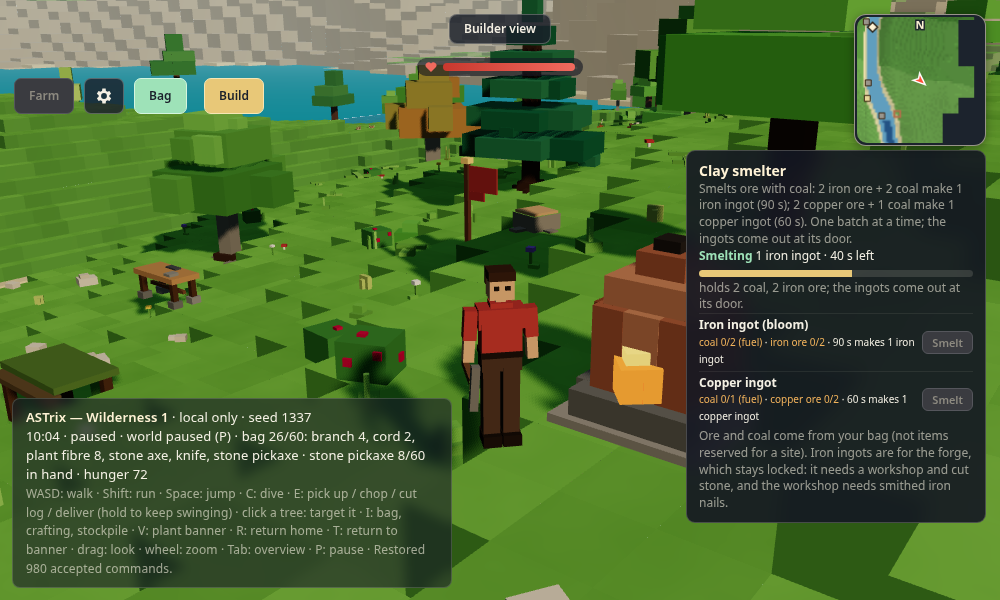 Builder view
N
Farm
Bag
Build
Clay smelter
Smelts ore with coal: 2 iron ore + 2 coal make 1
iron ingot (90 s); 2 copper ore + 1 coal make 1
copper ingot (60 s). One batch at a time; the
ingots come out at its door.
Smelting 1 iron ingot · 40 s left
holds 2 coal, 2 iron ore; the ingots come out at
its door.
Iron ingot (bloom)
coal 0/2 (fuel) · iron ore 0/2 · 90 s makes 1 iron
ingot
Smelt
Copper ingot
coal 0/1 (fuel) · copper ore 0/2 · 60 s makes 1
copper ingot
Smelt
Ore and coal come from your bag (not items
reserved for a site). Iron ingots are for the forge,
which stays locked: it needs a workshop and cut
stone, and the workshop needs smithed iron
nails.
ASTrix — Wilderness 1 · local only · seed 1337
10:04 · paused · world paused (P) · bag 26/60: branch 4, cord 2,
plant fibre 8, stone axe, knife, stone pickaxe · stone pickaxe 8/60
in hand · hunger 72
WASD: walk · Shift: run · Space: jump · C: dive · E: pick up / chop / cut
log / deliver (hold to keep swinging) · click a tree: target it · I: bag,
crafting, stockpile · V: plant banner · R: return home · T: return to
banner · drag: look · wheel: zoom · Tab: overview · P: pause · Restored
980 accepted commands.